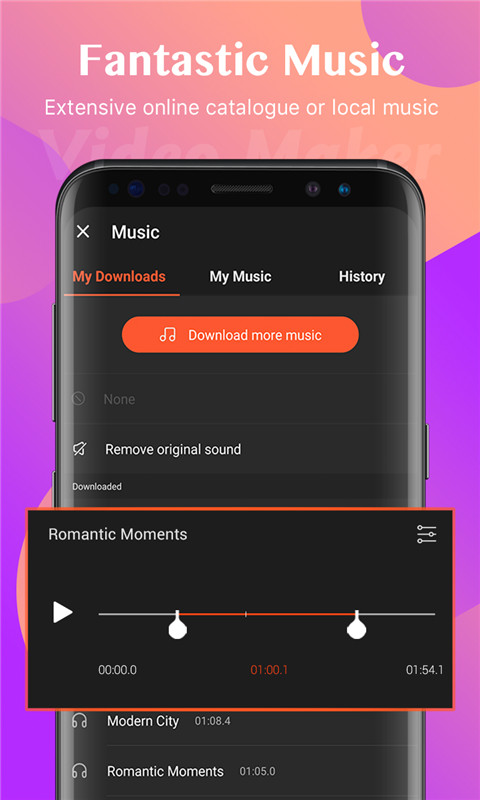 Fantastic Music
Extensive online catalogue or local music
Video Maker
Music
My Downloads My Music History
Download more music
None
Remove original sound
Downloaded
Romantic Moments
00:00.0 01:00.1 01:54.1
Modern City 01:08.4
Romantic Moments 01:05.0